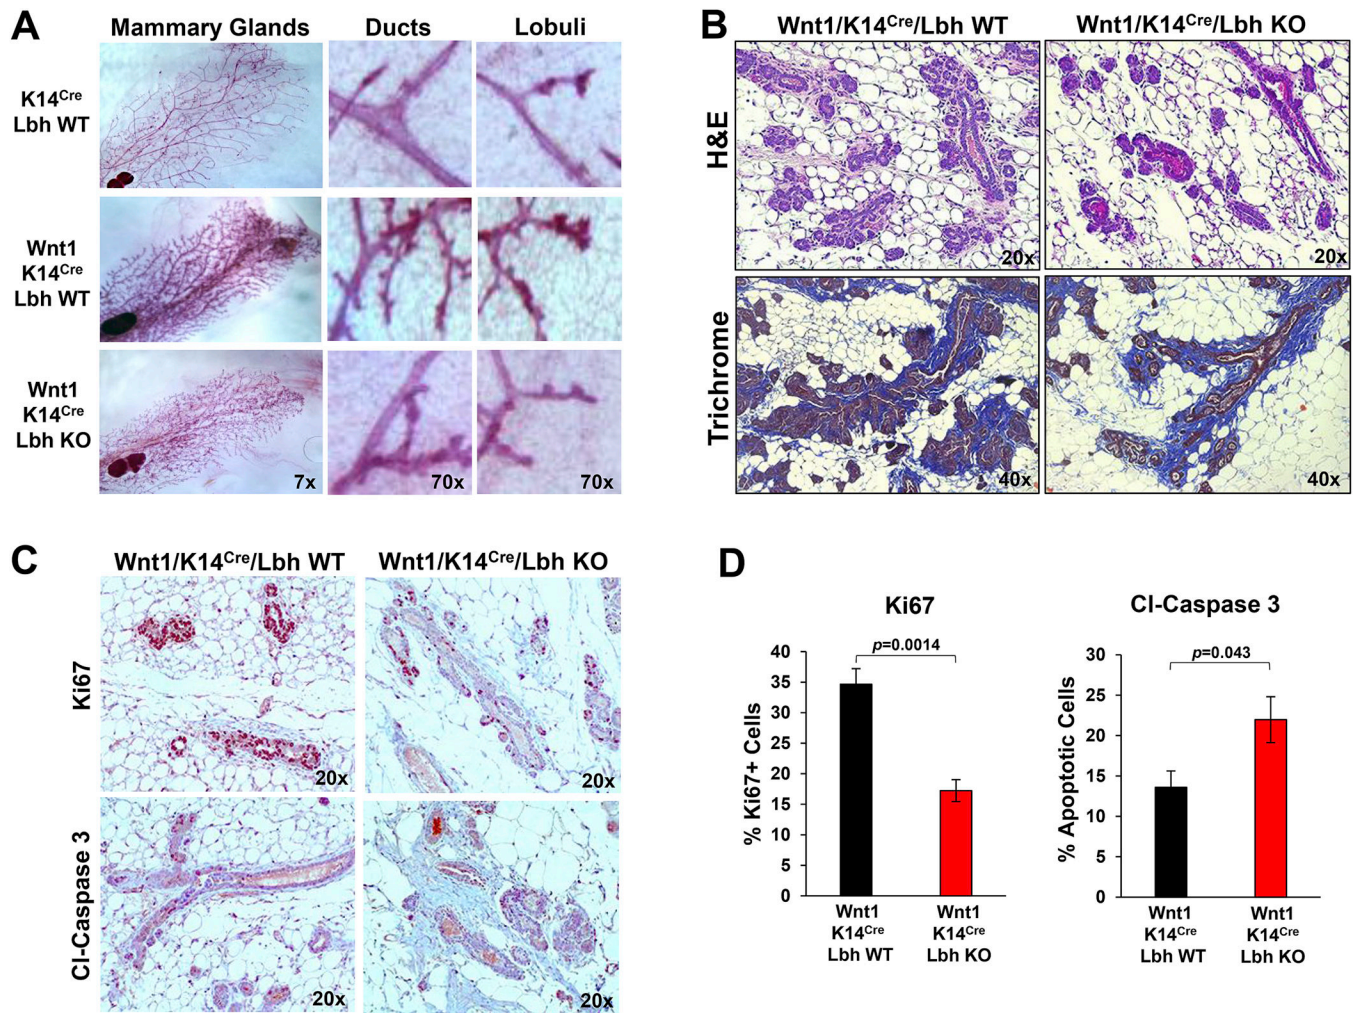 A
Mammary Glands Ducts Lobuli
K14Cre
Lbh WT
Wnt1
K14Cre
Lbh WT
Wnt1
K14Cre
Lbh KO
7x 70x 70x
B
Wnt1/K14Cre/Lbh WT Wnt1/K14Cre/Lbh KO
H&E
20x 20x
Trichrome
40x 40x
C
Wnt1/K14Cre/Lbh WT Wnt1/K14Cre/Lbh KO
Ki67
20x 20x
Cl-Caspase 3
20x 20x
D
Ki67
p=0.0014
% Ki67+ Cells
40
35
30
25
20
15
10
5
0
Wnt1
K14Cre
Lbh WT
Wnt1
K14Cre
Lbh KO
Cl-Caspase 3
p=0.043
% Apoptotic Cells
30
25
20
15
10
5
0
Wnt1
K14Cre
Lbh WT
Wnt1
K14Cre
Lbh KO